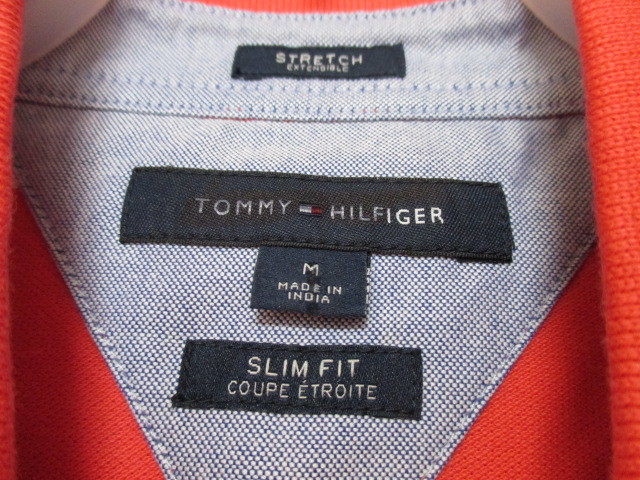 STRETCH
EXTENSIBLE
TOMMY HILFIGER
M
MADE IN
INDIA
SLIM FIT
COUPE ÉTROITE